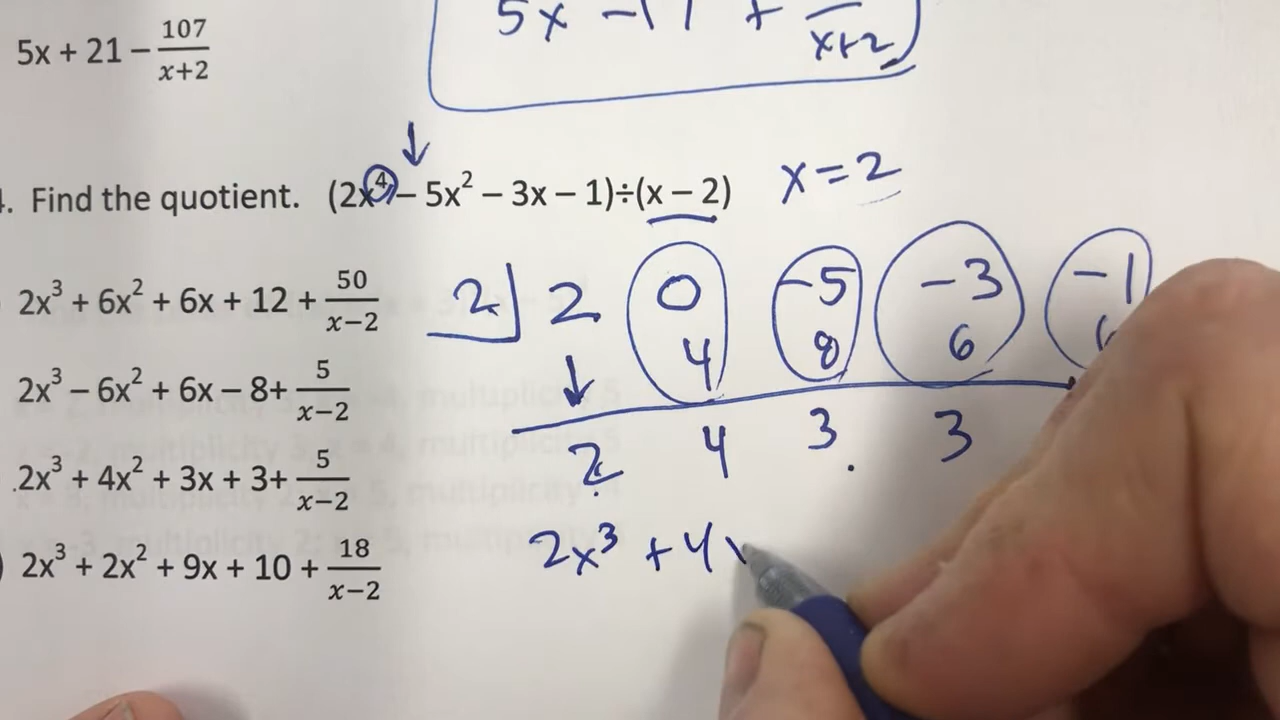 5x − 17 + —/x+2
5x + 21 − 107/x+2
. Find the quotient. (2x⁴ − 5x² − 3x − 1)÷(x − 2) x = 2
2x³ + 6x² + 6x + 12 + 50/x−2
2 2 0 −5 −3 −1
4 8 6
2x³ − 6x² + 6x − 8+ 5/x−2
2 4 3 3
2x³ + 4x² + 3x + 3+ 5/x−2
2x³ + 4x
2x³ + 2x² + 9x + 10 + 18/x−2